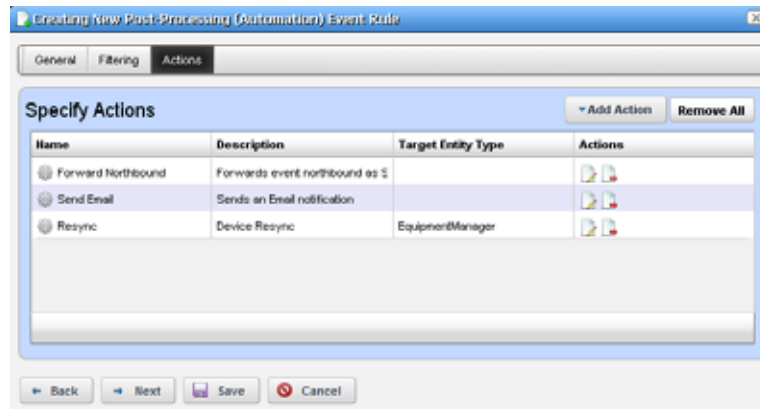 Creating New Post-Processing (Automation) Event Rule
General Filtering Actions
Specify Actions
Add Action Remove All
Name Description Target Entity Type Actions
Forward Northbound Forwards event northbound as S
Send Email Sends an Email notification
Resync Device Resync EquipmentManager
Back Next Save Cancel